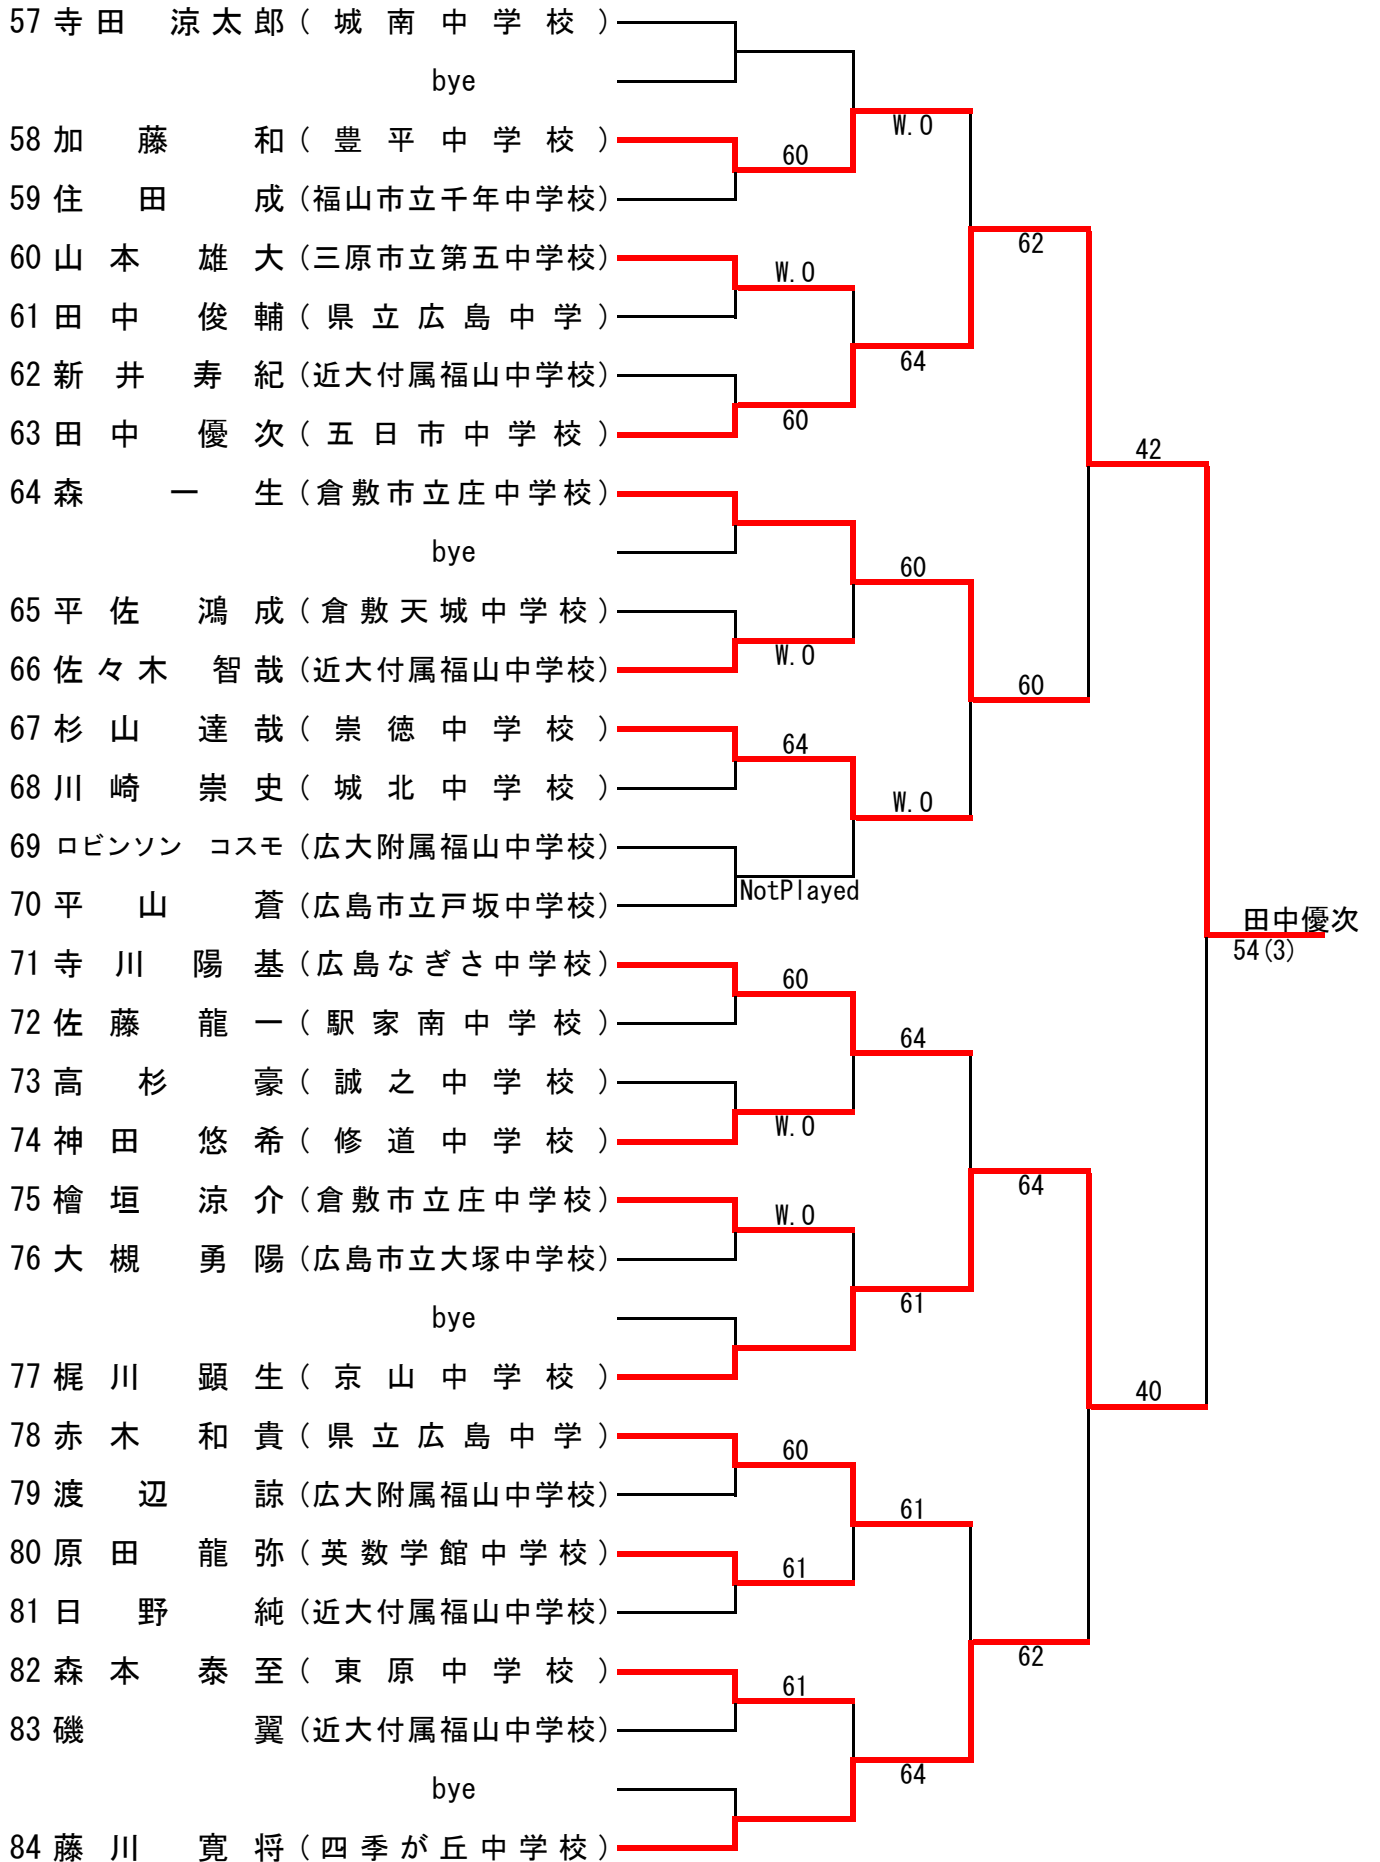 57 寺田 涼太郎 (城南中学校)
bye
W.O
58 加藤 和 (豊平中学校)
60
59 住田 成 (福山市立千年中学校)
62
60 山本 雄大 (三原市立第五中学校)
W.O
61 田中 俊輔 (県立広島中学)
64
62 新井 寿紀 (近大付属福山中学校)
60
63 田中 優次 (五日市中学校)
42
64 森 一生 (倉敷市立庄中学校)
bye
60
65 平佐 鴻成 (倉敷天城中学校)
W.O
66 佐々木 智哉 (近大付属福山中学校)
60
67 杉山 達哉 (崇徳中学校)
64
68 川崎 崇史 (城北中学校)
W.O
69 ロビンソン コスモ (広大附属福山中学校)
NotPlayed
70 平山 蒼 (広島市立戸坂中学校)
田中優次
54(3)
71 寺川 陽基 (広島なぎさ中学校)
60
72 佐藤 龍一 (駅家南中学校)
64
73 高杉 豪 (誠之中学校)
W.O
74 神田 悠希 (修道中学校)
64
75 檜垣 涼介 (倉敷市立庄中学校)
W.O
76 大槻 勇陽 (広島市立大塚中学校)
61
bye
77 梶川 顕生 (京山中学校)
40
78 赤木 和貴 (県立広島中学)
60
79 渡辺 諒 (広大附属福山中学校)
61
80 原田 龍弥 (英数学館中学校)
61
81 日野 純 (近大付属福山中学校)
62
82 森本 泰至 (東原中学校)
61
83 磯 翼 (近大付属福山中学校)
64
bye
84 藤川 寛将 (四季が丘中学校)